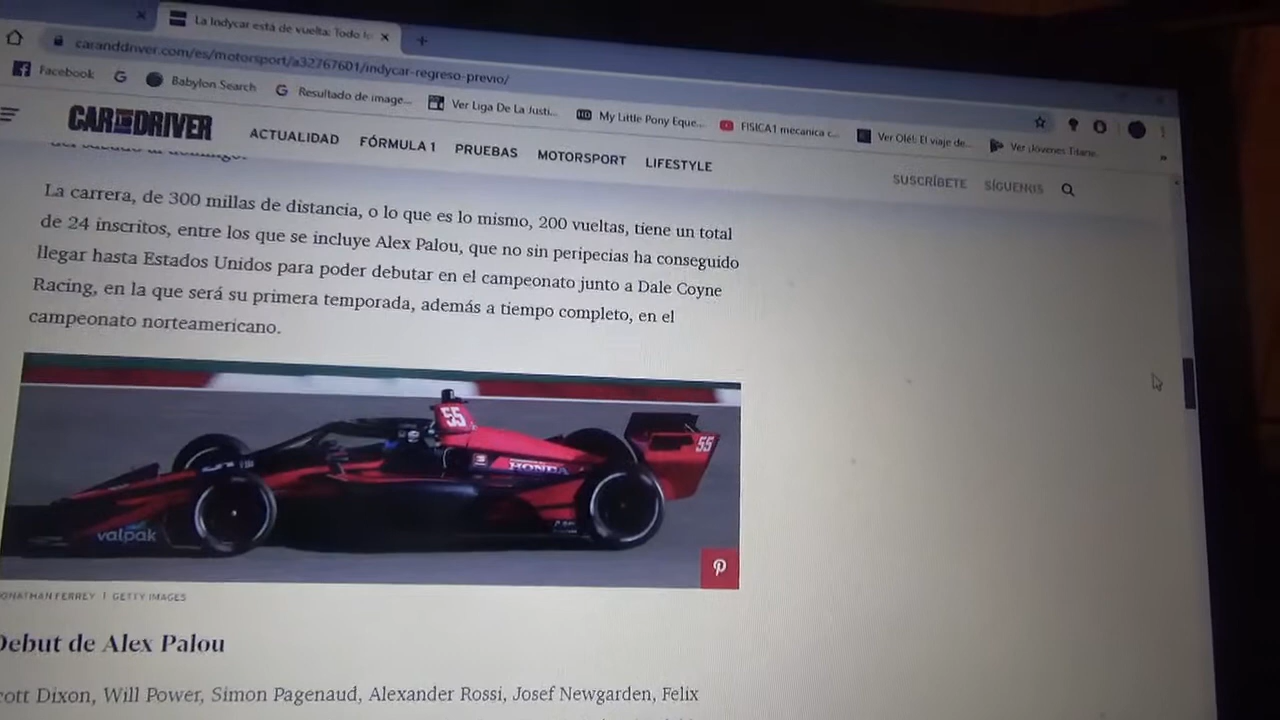 La Indycar está de vuelta: Todo
caranddriver.com/es/motorsport/a32767601/indycar-regreso-previo/
Facebook
Babylon Search
Resultado de image...
Ver Liga De La Justi...
My Little Pony Eque...
FISICA1 mecanica c...
Ver Olé!: El viaje de...
Ver ¡Jóvenes Titane...
CAR AND DRIVER
ACTUALIDAD
FÓRMULA 1
PRUEBAS
MOTORSPORT
LIFESTYLE
SUSCRÍBETE
SÍGUENOS
La carrera, de 300 millas de distancia, o lo que es lo mismo, 200 vueltas, tiene un total
de 24 inscritos, entre los que se incluye Alex Palou, que no sin peripecias ha conseguido
llegar hasta Estados Unidos para poder debutar en el campeonato junto a Dale Coyne
Racing, en la que será su primera temporada, además a tiempo completo, en el
campeonato norteamericano.
55
55
HONDA
valpak
ONATHAN FERREY | GETTY IMAGES
Debut de Alex Palou
cott Dixon, Will Power, Simon Pagenaud, Alexander Rossi, Josef Newgarden, Felix